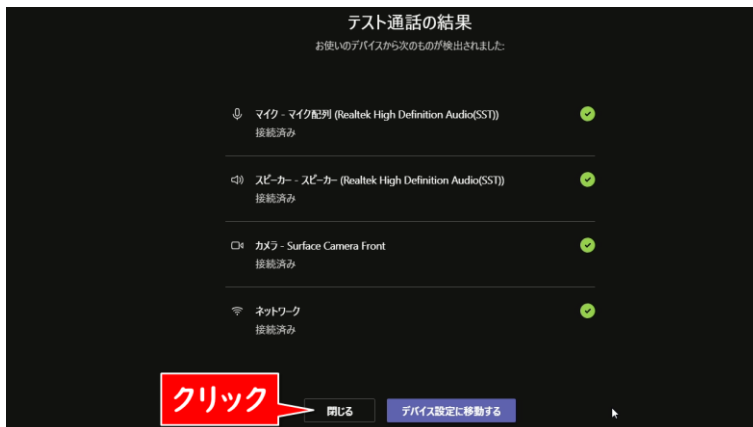 テスト通話の結果
お使いのデバイスから次のものが検出されました:
マイク - マイク配列 (Realtek High Definition Audio(SST))
接続済み
スピーカー - スピーカー (Realtek High Definition Audio(SST))
接続済み
カメラ - Surface Camera Front
接続済み
ネットワーク
接続済み
クリック
閉じる
デバイス設定に移動する